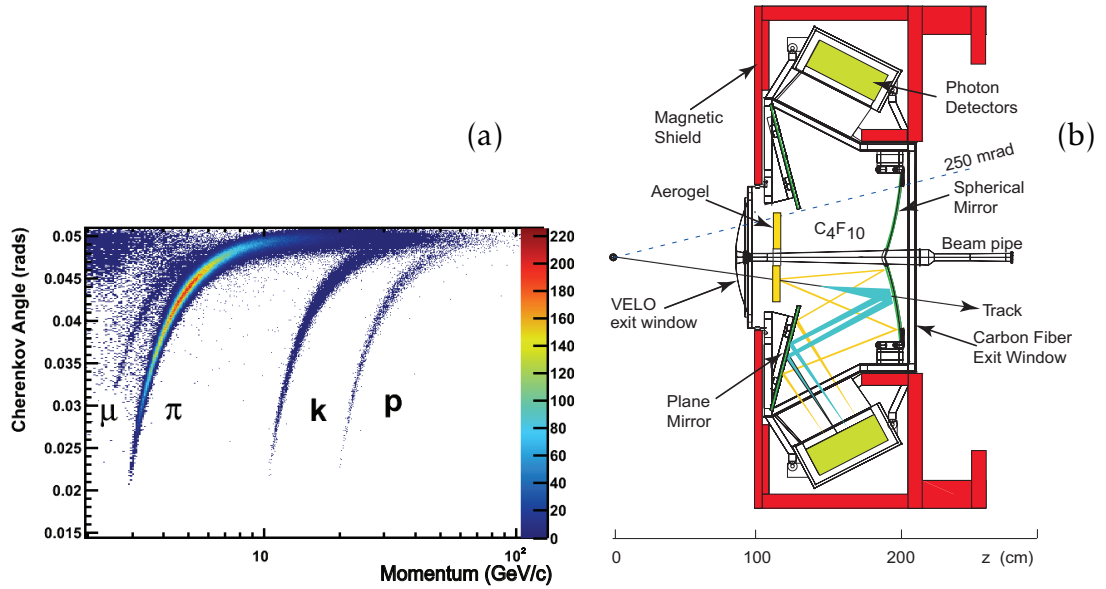 (a)
Cherenkov Angle (rads)
0.05
0.045
0.04
0.035
0.03
0.025
0.02
0.015
μ
π
k
p
10
10²
Momentum (GeV/c)
220
200
180
160
140
120
100
80
60
40
20
0
(b)
Magnetic
Shield
Photon
Detectors
250 mrad
Aerogel
Spherical
Mirror
C₄F₁₀
Beam pipe
VELO
exit window
Track
Carbon Fiber
Exit Window
Plane
Mirror
0
100
200
z (cm)